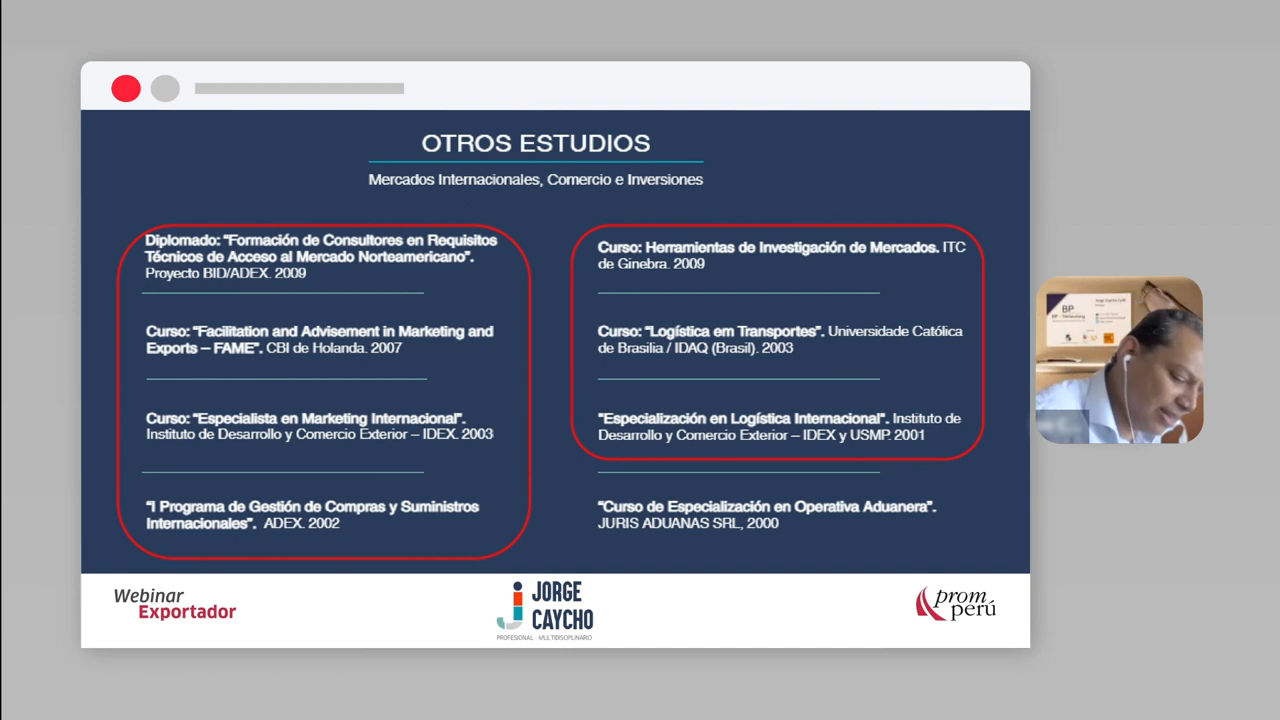 OTROS ESTUDIOS
Mercados Internacionales, Comercio e Inversiones
Diplomado: “Formación de Consultores en Requisitos
Técnicos de Acceso al Mercado Norteamericano”.
Proyecto BID/ADEX. 2009
Curso: “Facilitation and Advisement in Marketing and
Exports – FAME”. CBI de Holanda. 2007
Curso: “Especialista en Marketing Internacional”.
Instituto de Desarrollo y Comercio Exterior – IDEX. 2003
“I Programa de Gestión de Compras y Suministros
Internacionales”. ADEX. 2002
Curso: Herramientas de Investigación de Mercados. ITC
de Ginebra. 2009
Curso: “Logística em Transportes”. Universidade Católica
de Brasilia / IDAQ (Brasil). 2003
"Especialización en Logística Internacional". Instituto de
Desarrollo y Comercio Exterior – IDEX y USMP. 2001
“Curso de Especialización en Operativa Aduanera”.
JURIS ADUANAS SRL, 2000
Webinar
Exportador
JORGE
CAYCHO
PROFESIONAL - MULTIDISCIPLINARIO
prom
perú
BP